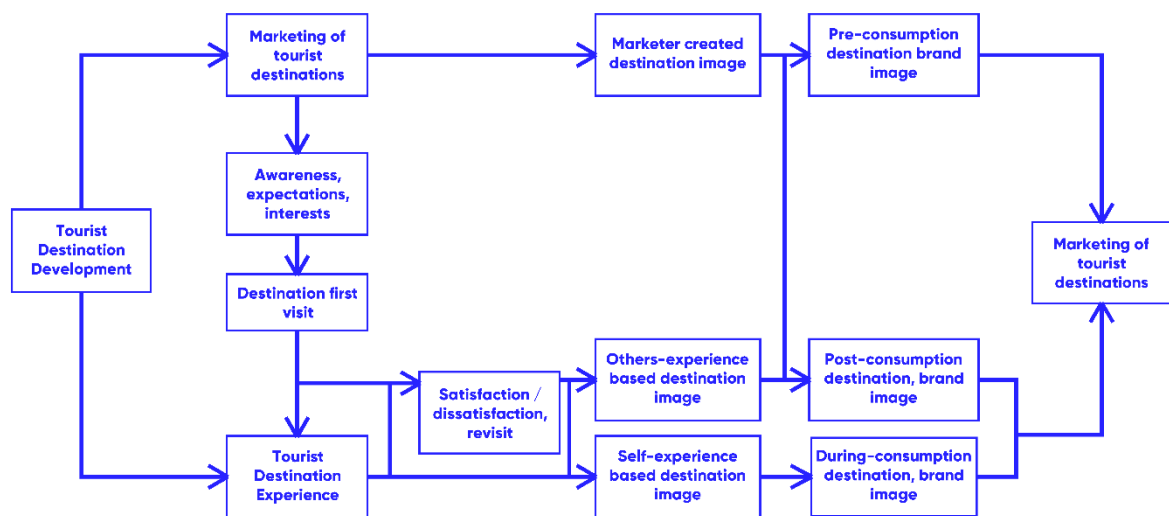 Marketing of
tourist
destinations
Marketer created
destination image
Pre-consumption
destination brand
image
Awareness,
expectations,
interests
Tourist
Destination
Development
Marketing of
tourist
destinations
Destination first
visit
Satisfaction /
dissatisfaction,
revisit
Others-experience
based destination
image
Post-consumption
destination, brand
image
Tourist
Destination
Experience
Self-experience
based destination
image
During-consumption
destination, brand
image